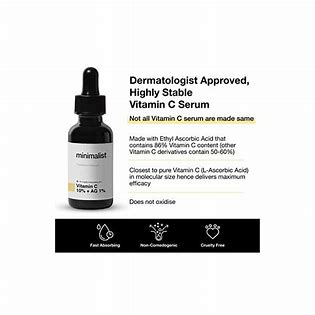 Dermatologist Approved,
Highly Stable
Vitamin C Serum
Not all Vitamin C serum are made same
Made with Ethyl Ascorbic Acid that
contains 86% Vitamin C content (other
Vitamin C derivatives contain 50-60%)
Closest to pure Vitamin C (L-Ascorbic Acid)
in molecular size hence delivers maximum
efficacy
Does not oxidise
minimalist
Vitamin C
10% + AG 1%
Fast Absorbing
Non-Comedogenic
Cruelty Free